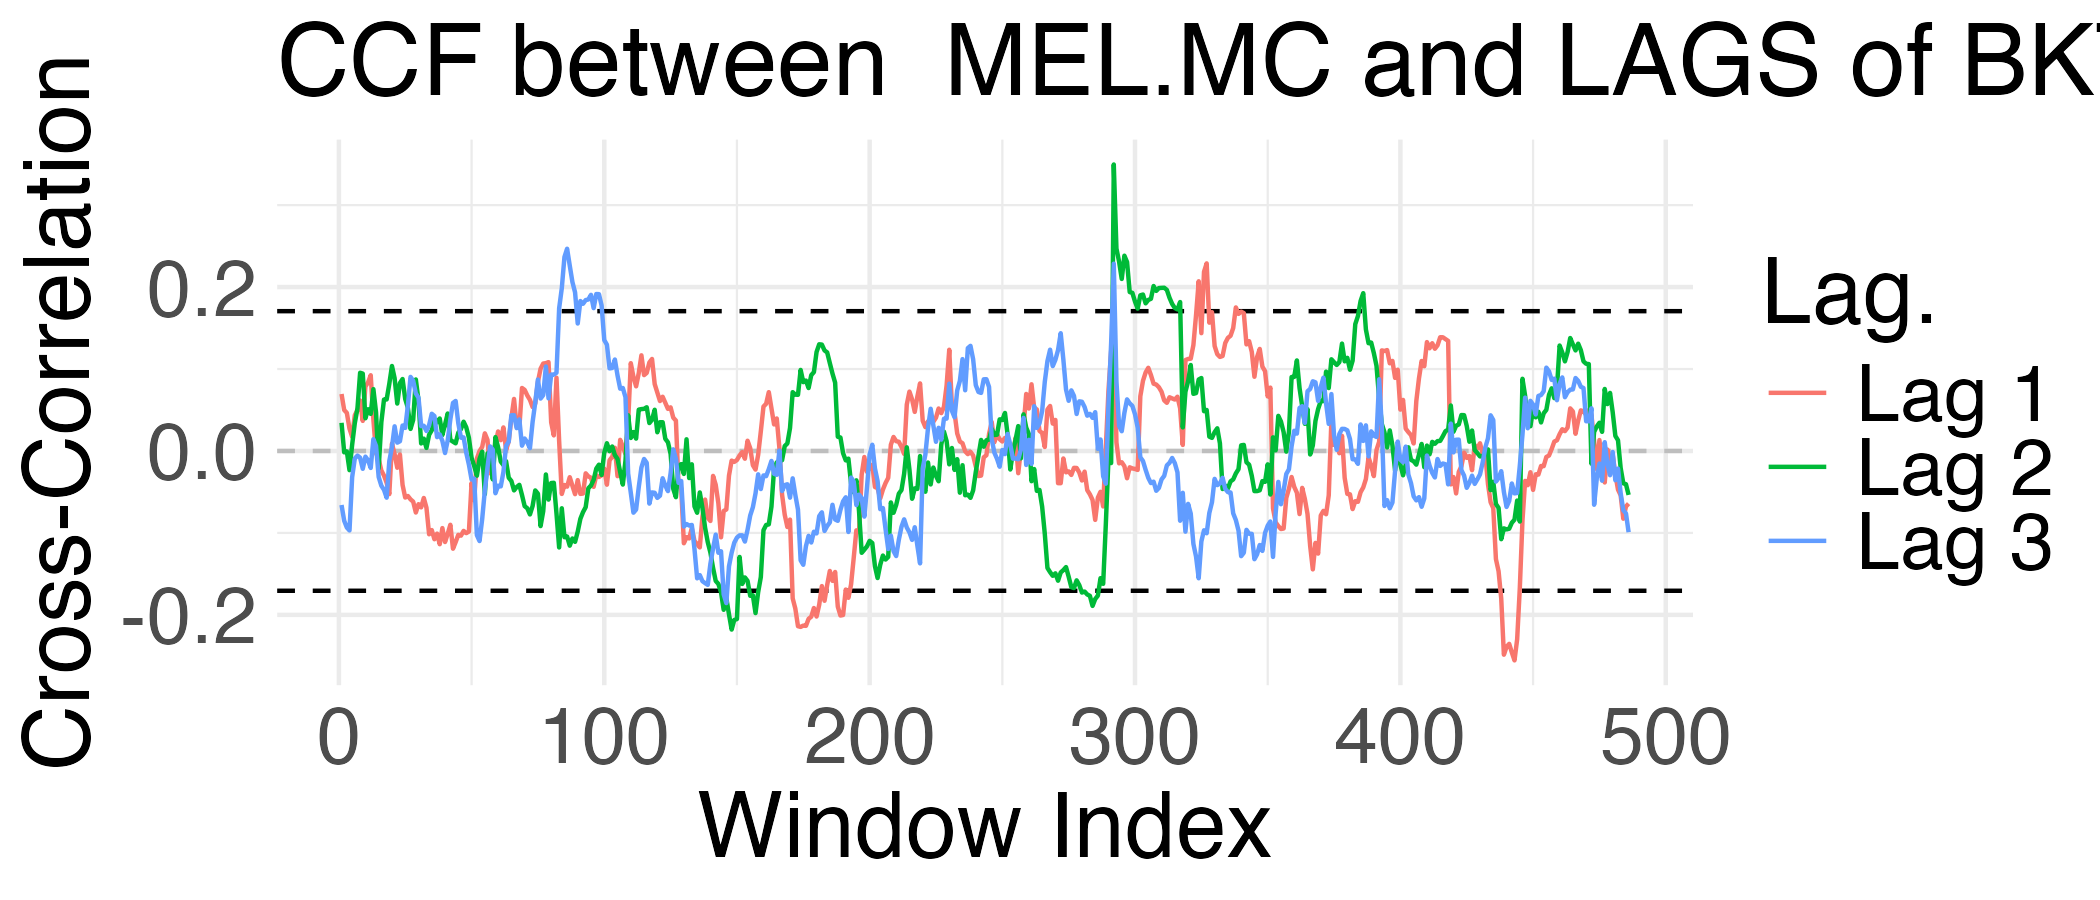 CCF between  MEL.MC and LAGS of BK
Cross-Correlation
0.2
0.0
-0.2
0 100 200 300 400 500
Window Index
Lag.
Lag 1
Lag 2
Lag 3